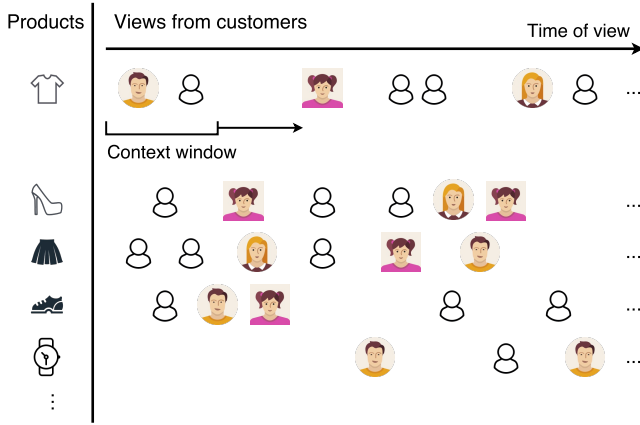 Products
Views from customers
Time of view
...
Context window
...
...
...
...
⋮